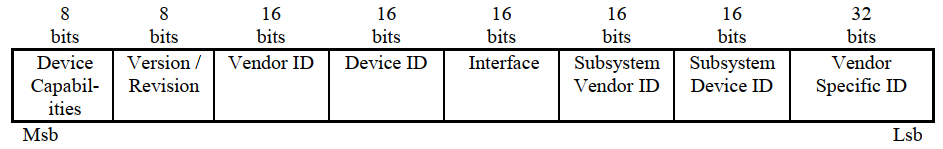 8 8 16 16 16 16 16 32
bits bits bits bits bits bits bits bits
Device Version / Vendor ID Device ID Interface Subsystem Subsystem Vendor
Capabil- Revision Vendor ID Device ID Specific ID
ities
Msb Lsb